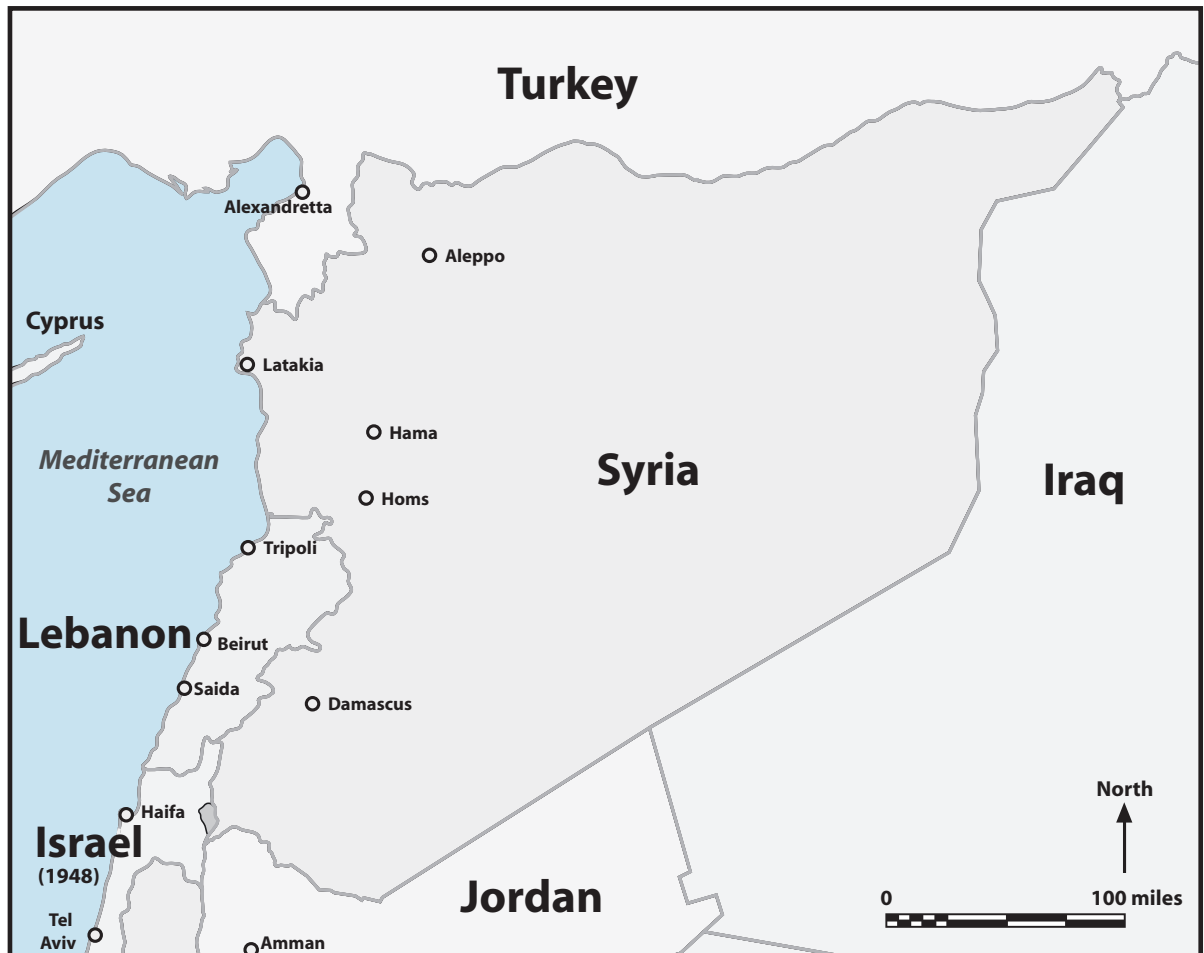 Turkey
Alexandretta
Aleppo
Cyprus
Latakia
Hama
Mediterranean
Sea
Syria
Iraq
Homs
Tripoli
Lebanon
Beirut
Saida
Damascus
North
Haifa
Israel
(1948)
Jordan
0
100 miles
Tel
Aviv
Amman